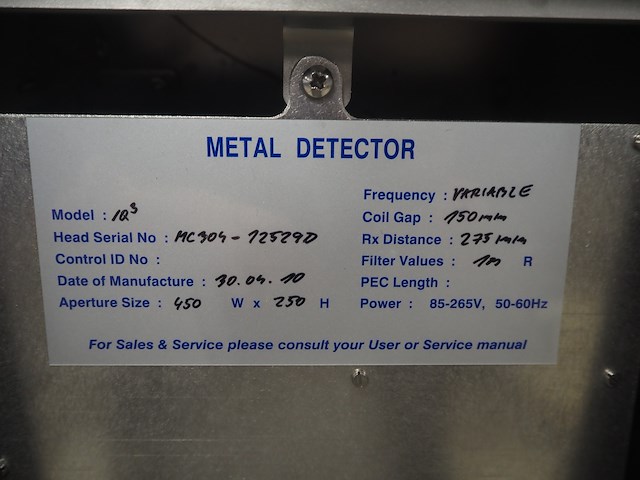 METAL DETECTOR
Model : IQ³
Head Serial No : MC304-12529D
Control ID No :
Date of Manufacture : 30.04.10
Aperture Size : 450 W x 250 H
Frequency : VARIABLE
Coil Gap : 150mm
Rx Distance : 275mm
Filter Values : 1m R
PEC Length :
Power : 85-265V, 50-60Hz
For Sales & Service please consult your User or Service manual